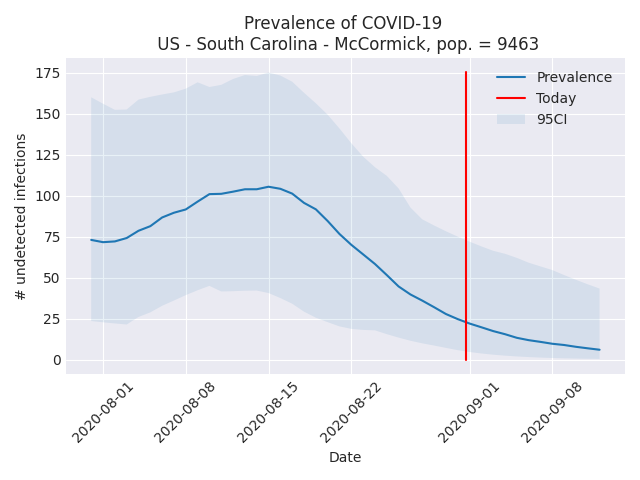 Prevalence of COVID-19
US - South Carolina - McCormick, pop. = 9463
Prevalence
Today
95CI
# undetected infections
175
150
125
100
75
50
25
0
2020-08-01
2020-08-08
2020-08-15
2020-08-22
2020-09-01
2020-09-08
Date